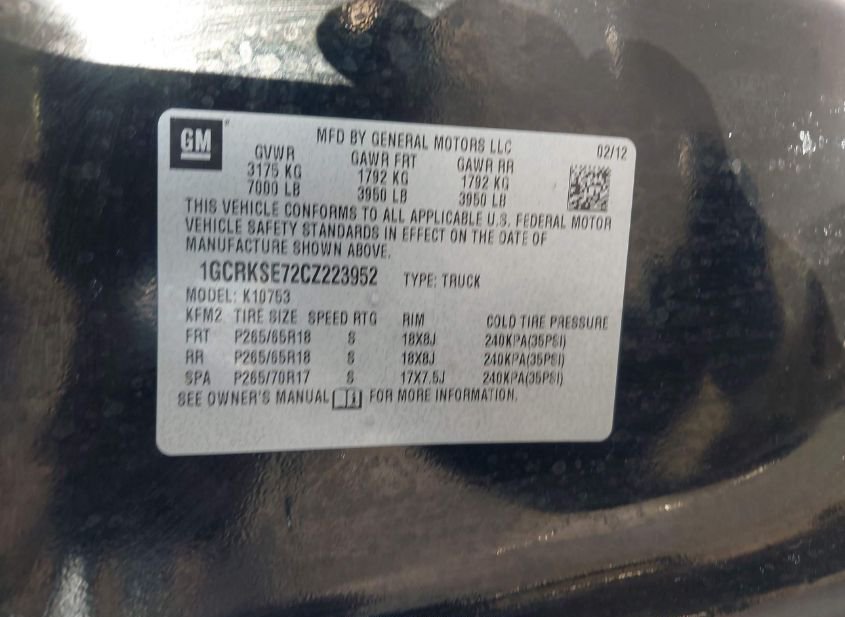 GM
MFD BY GENERAL MOTORS LLC 02/12
GVWR GAWR FRT GAWR RR
3175 KG 1792 KG 1792 KG
7000 LB 3950 LB 3950 LB
THIS VEHICLE CONFORMS TO ALL APPLICABLE U.S. FEDERAL MOTOR
VEHICLE SAFETY STANDARDS IN EFFECT ON THE DATE OF
MANUFACTURE SHOWN ABOVE.
1GCRKSE72CZ223952 TYPE: TRUCK
MODEL: K10753
KFM2 TIRE SIZE SPEED RTG RIM COLD TIRE PRESSURE
FRT P265/65R18 S 18X8J 240KPA(35PSI)
RR P265/65R18 S 18X8J 240KPA(35PSI)
SPA P265/70R17 S 17X7.5J 240KPA(35PSI)
SEE OWNER'S MANUAL FOR MORE INFORMATION.